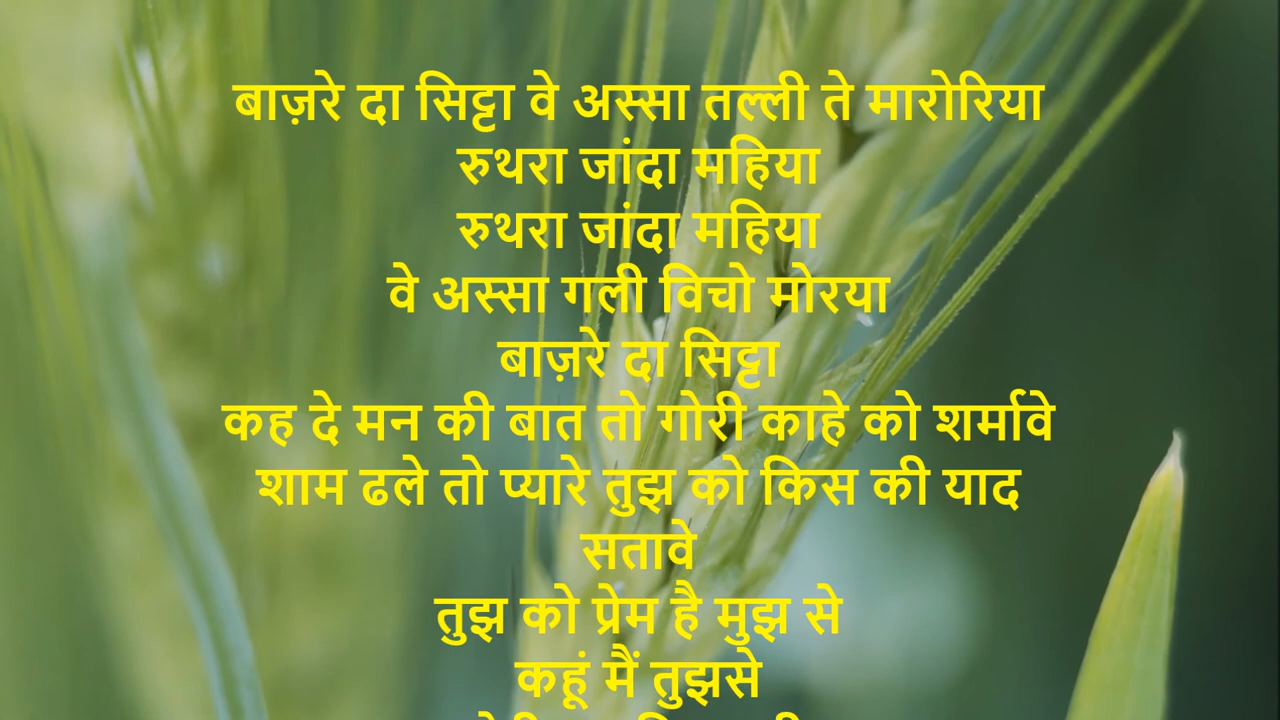 बाज़रे दा सिट्टा वे अस्सा तल्ली ते मारोरिया
रुथरा जांदा महिया
रुथरा जांदा महिया
वे अस्सा गली विचो मोरया
बाज़रे दा सिट्टा
कह दे मन की बात तो गोरी काहे को शर्मावे
शाम ढले तो प्यारे तुझ को किस की याद
सतावे
तुझ को प्रेम है मुझ से
कहूं मैं तुझसे